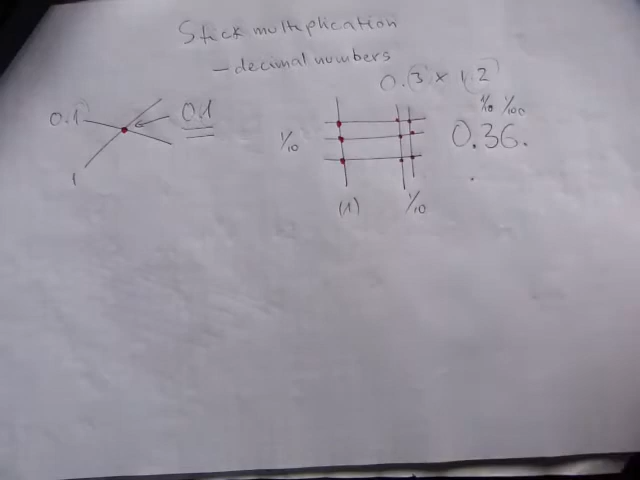 Stick multiplication
- decimal numbers
0.3 x 1.2
0.1 0.1
1
1/10
(1) 1/10
1/10 1/100
0.36.